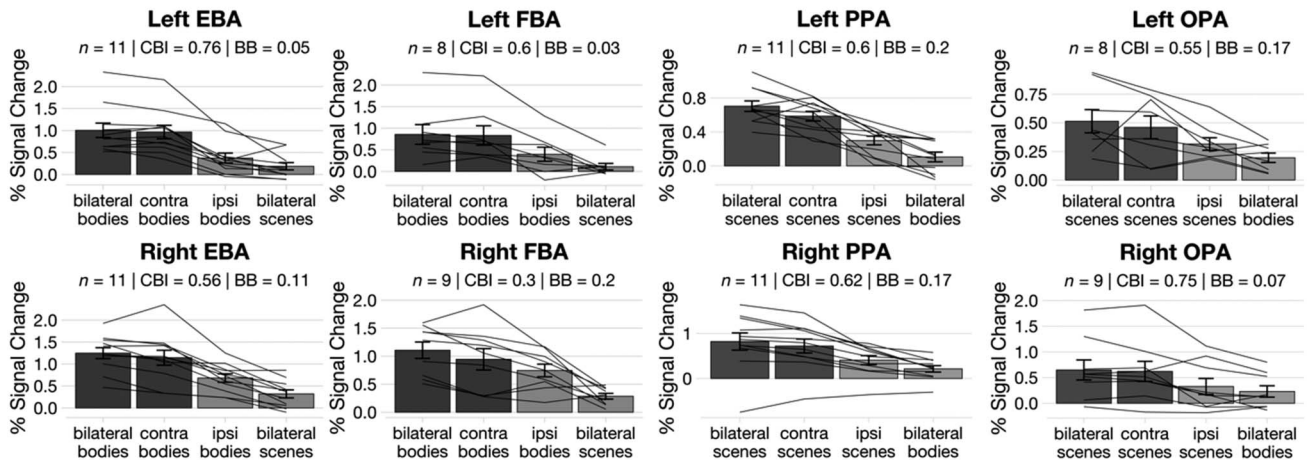 Left EBA
n = 11 | CBI = 0.76 | BB = 0.05
% Signal Change
2.0
1.5
1.0
0.5
0.0
bilateral bodies
contra bodies
ipsi bodies
bilateral scenes
Left FBA
n = 8 | CBI = 0.6 | BB = 0.03
% Signal Change
2.0
1.5
1.0
0.5
0.0
bilateral bodies
contra bodies
ipsi bodies
bilateral scenes
Left PPA
n = 11 | CBI = 0.6 | BB = 0.2
% Signal Change
0.8
0.4
0.0
bilateral scenes
contra scenes
ipsi scenes
bilateral bodies
Left OPA
n = 8 | CBI = 0.55 | BB = 0.17
% Signal Change
0.75
0.50
0.25
0.00
bilateral scenes
contra scenes
ipsi scenes
bilateral bodies
Right EBA
n = 11 | CBI = 0.56 | BB = 0.11
% Signal Change
2.0
1.5
1.0
0.5
0.0
bilateral bodies
contra bodies
ipsi bodies
bilateral scenes
Right FBA
n = 9 | CBI = 0.3 | BB = 0.2
% Signal Change
2.0
1.5
1.0
0.5
0.0
bilateral bodies
contra bodies
ipsi bodies
bilateral scenes
Right PPA
n = 11 | CBI = 0.62 | BB = 0.17
% Signal Change
1
0
bilateral scenes
contra scenes
ipsi scenes
bilateral bodies
Right OPA
n = 9 | CBI = 0.75 | BB = 0.07
% Signal Change
2.0
1.5
1.0
0.5
0.0
bilateral scenes
contra scenes
ipsi scenes
bilateral bodies